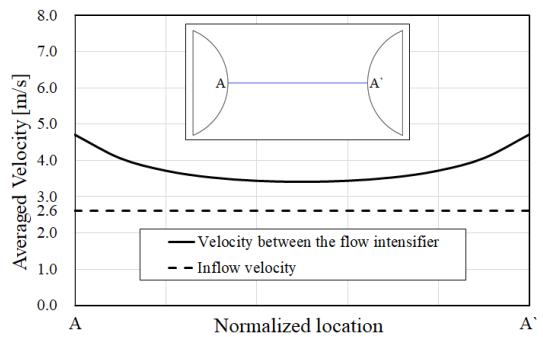 Averaged Velocity [m/s]
8.0
7.0
6.0
5.0
4.0
3.0
2.6
2.0
1.0
0.0
A A`
Velocity between the flow intensifier
Inflow velocity
A Normalized location A`